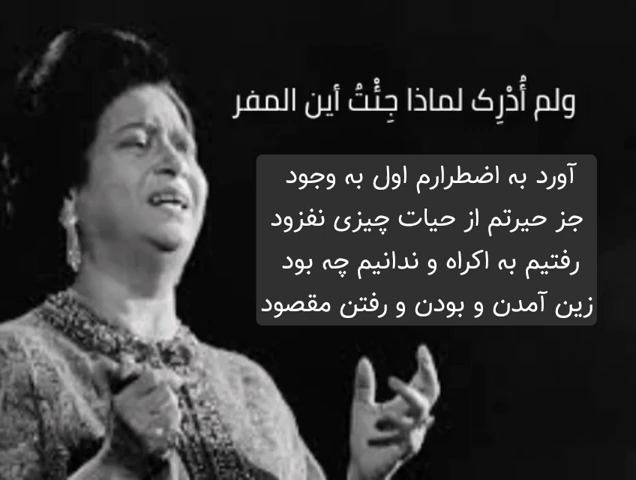 ولم أُدْرِک لماذا جِئْتُ أين المفر
آورد به اضطرارم اول به وجود
جز حیرتم از حیات چیزی نفزود
رفتیم به اکراه و ندانیم چه بود
زین آمدن و بودن و رفتن مقصود